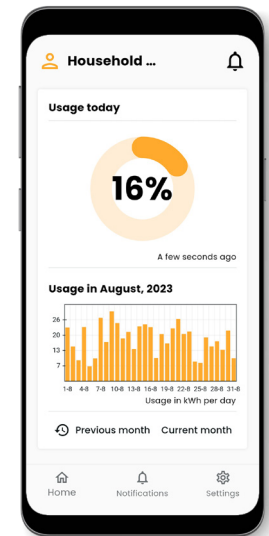 Household ...
Usage today
16%
A few seconds ago
Usage in August, 2023
26
20
13
7
1-8 4-8 7-8 10-8 13-8 16-8 19-8 22-8 25-8 28-8 31-8
Usage in kWh per day
Previous month Current month
Home Notifications Settings